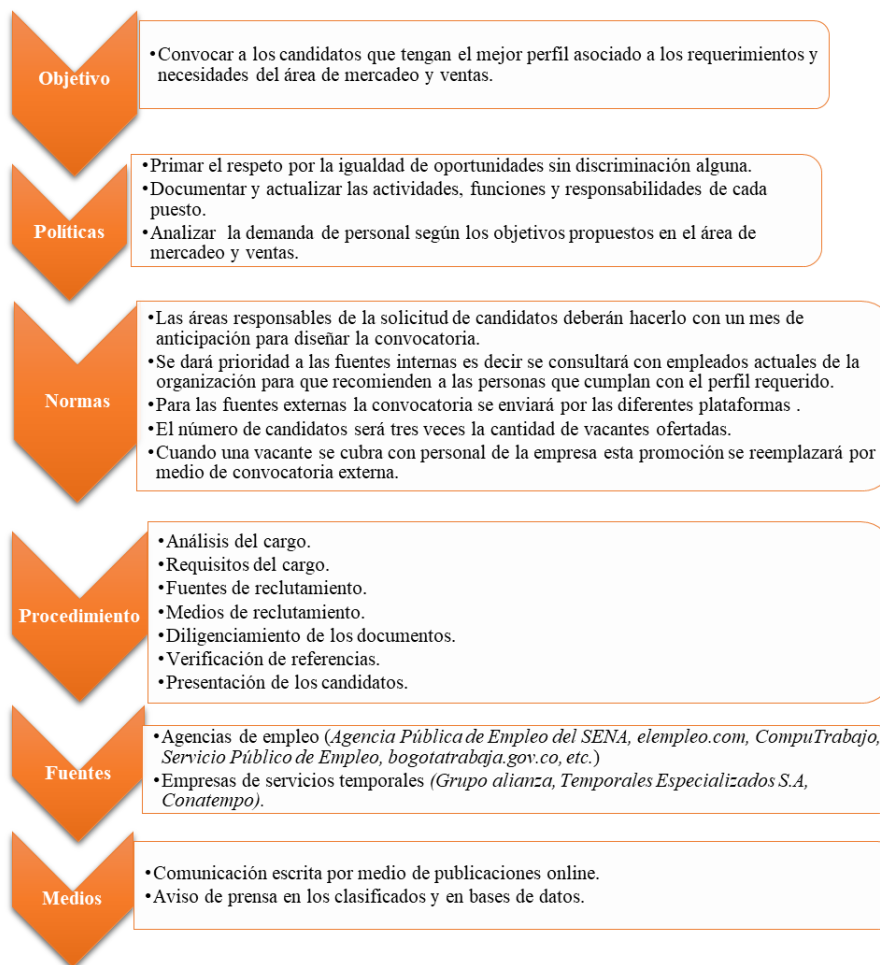 Objetivo
•Convocar a los candidatos que tengan el mejor perfil asociado a los requerimientos y
necesidades del área de mercadeo y ventas.
Políticas
•Primar el respeto por la igualdad de oportunidades sin discriminación alguna.
•Documentar y actualizar las actividades, funciones y responsabilidades de cada
puesto.
•Analizar la demanda de personal según los objetivos propuestos en el área de
mercadeo y ventas.
Normas
•Las áreas responsables de la solicitud de candidatos deberán hacerlo con un mes de
anticipación para diseñar la convocatoria.
•Se dará prioridad a las fuentes internas es decir se consultará con empleados actuales de la
organización para que recomienden a las personas que cumplan con el perfil requerido.
•Para las fuentes externas la convocatoria se enviará por las diferentes plataformas .
•El número de candidatos será tres veces la cantidad de vacantes ofertadas.
•Cuando una vacante se cubra con personal de la empresa esta promoción se reemplazará por
medio de convocatoria externa.
Procedimiento
•Análisis del cargo.
•Requisitos del cargo.
•Fuentes de reclutamiento.
•Medios de reclutamiento.
•Diligenciamiento de los documentos.
•Verificación de referencias.
•Presentación de los candidatos.
Fuentes
•Agencias de empleo (Agencia Pública de Empleo del SENA, elempleo.com, CompuTrabajo,
Servicio Público de Empleo, bogotatrabaja.gov.co, etc.)
•Empresas de servicios temporales (Grupo alianza, Temporales Especializados S.A,
Conatempo).
Medios
•Comunicación escrita por medio de publicaciones online.
•Aviso de prensa en los clasificados y en bases de datos.